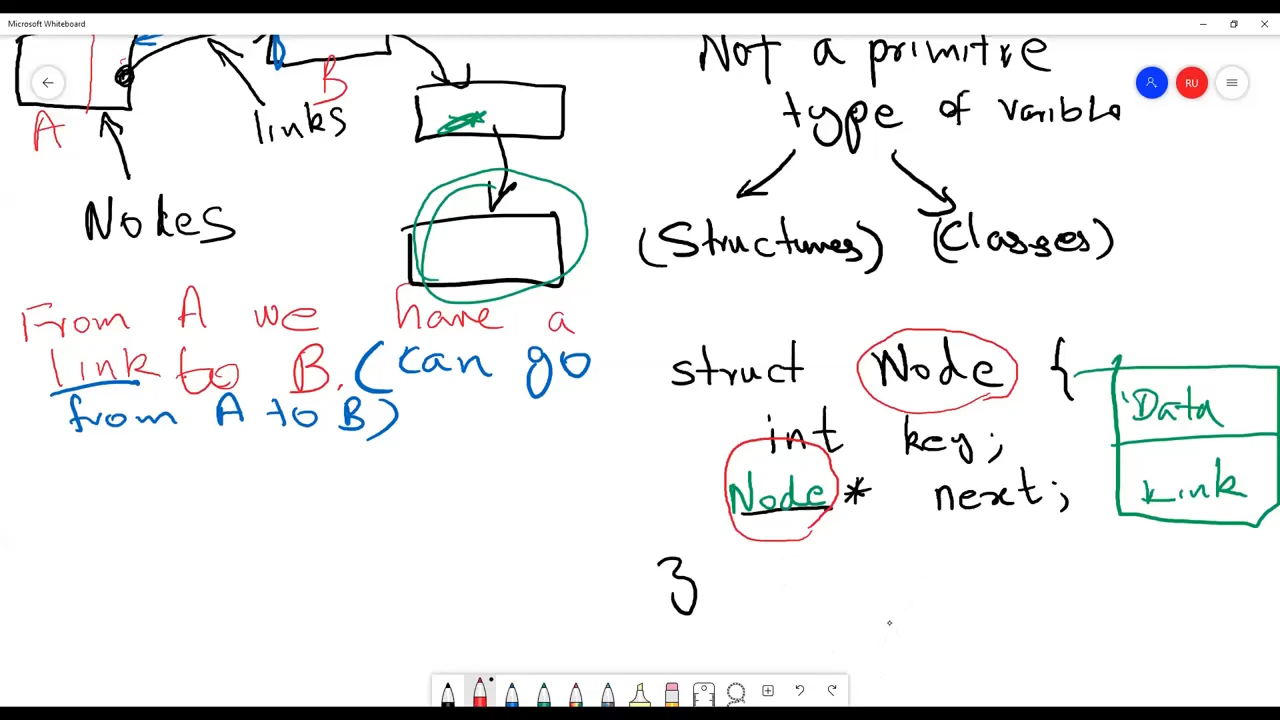 Microsoft Whiteboard
A
B
links
Nodes
From A we have a
link to B. (can go
from A to B)
RU
Not a primitive
type of varible
(Structures) (Classes)
struct Node {
int key;
Node * next;
}
Data
Link